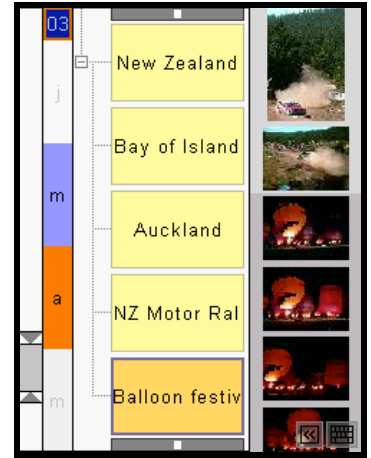 03
j
m
a
m
New Zealand
Bay of Island
Auckland
NZ Motor Ral
Balloon festiv